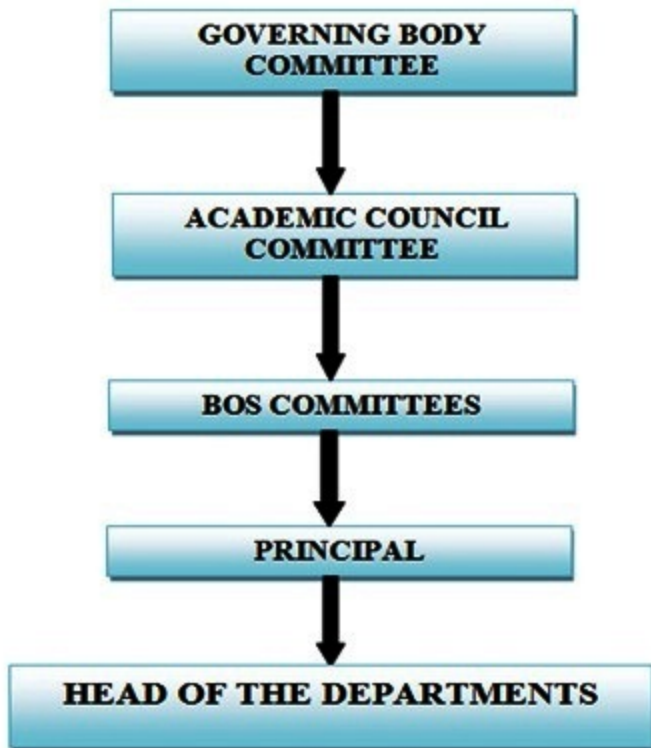 GOVERNING BODY
COMMITTEE
ACADEMIC COUNCIL
COMMITTEE
BOS COMMITTEES
PRINCIPAL
HEAD OF THE DEPARTMENTS